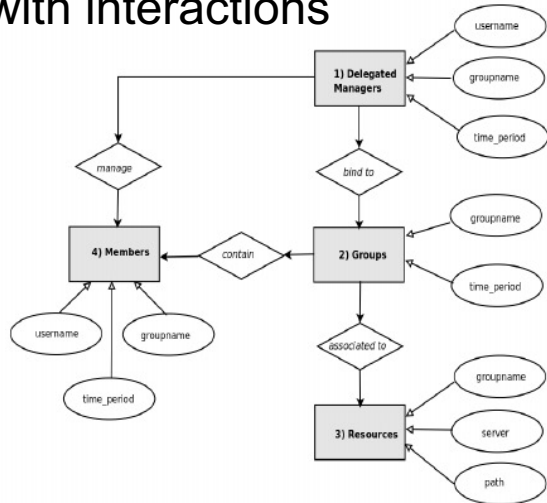 with interactions
username
1) Delegated
Managers
groupname
time_period
manage
bind to
groupname
4) Members
contain
2) Groups
time_period
username
groupname
time_period
associated to
groupname
3) Resources
server
path